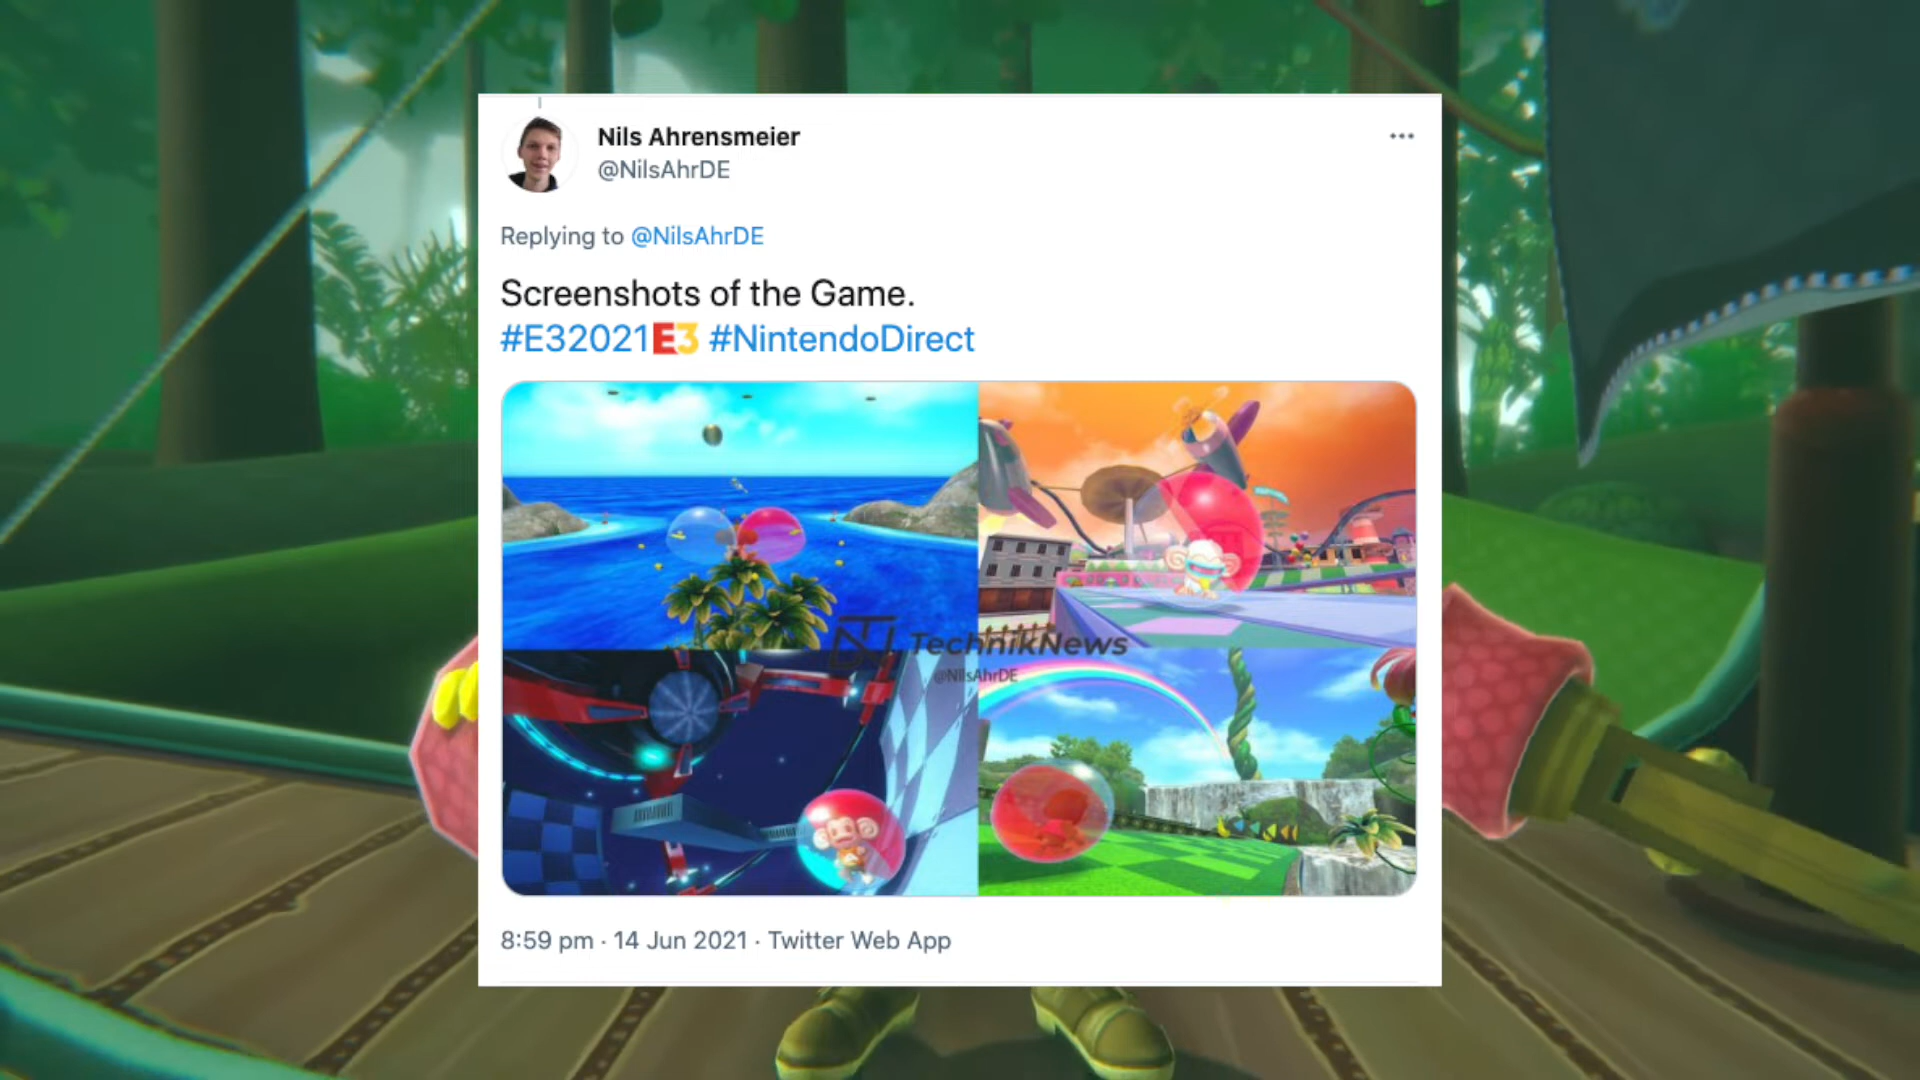 Nils Ahrensmeier
@NilsAhrDE
Replying to @NilsAhrDE
Screenshots of the Game.
#E32021E3 #NintendoDirect
TechnikNews
@NilsAhrDE
8:59 pm · 14 Jun 2021 · Twitter Web App